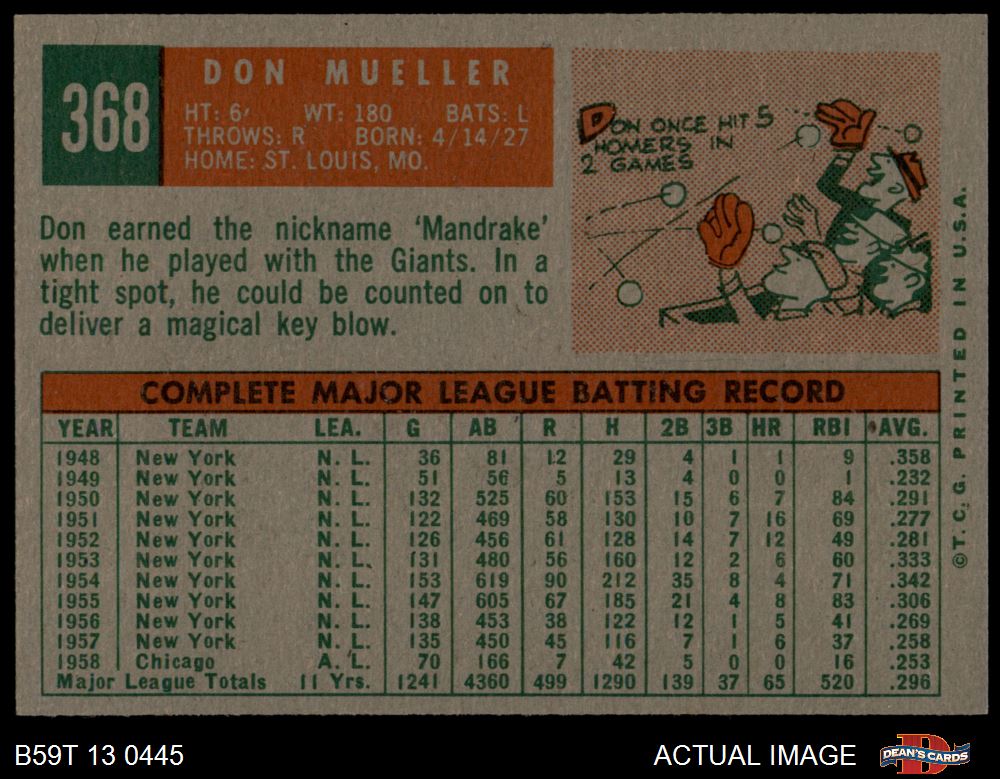 368
DON MUELLER
HT: 6' WT: 180 BATS: L
THROWS: R BORN: 4/14/27
HOME: ST. LOUIS, MO.
DON ONCE HIT 5
HOMERS IN
2 GAMES
Don earned the nickname 'Mandrake'
when he played with the Giants. In a
tight spot, he could be counted on to
deliver a magical key blow.
COMPLETE MAJOR LEAGUE BATTING RECORD
YEAR TEAM LEA. G AB R H 2B 3B HR RBI AVG.
1948 New York N. L. 36 81 12 29 4 1 1 9 .358
1949 New York N. L. 51 56 5 13 4 0 0 1 .232
1950 New York N. L. 132 525 60 153 15 6 7 84 .291
1951 New York N. L. 122 469 58 130 10 7 16 69 .277
1952 New York N. L. 126 456 61 128 14 7 12 49 .281
1953 New York N. L. 131 480 56 160 12 2 6 60 .333
1954 New York N. L. 153 619 90 212 35 8 4 71 .342
1955 New York N. L. 147 605 67 185 21 4 8 83 .306
1956 New York N. L. 138 453 38 122 12 1 5 41 .269
1957 New York N. L. 135 450 45 116 7 1 6 37 .258
1958 Chicago A. L. 70 166 7 42 5 0 0 16 .253
Major League Totals 11 Yrs. 1241 4360 499 1290 139 37 65 520 .296
©T. C. G. PRINTED IN U.S.A.
B59T 13 0445
ACTUAL IMAGE
DEAN'S CARDS